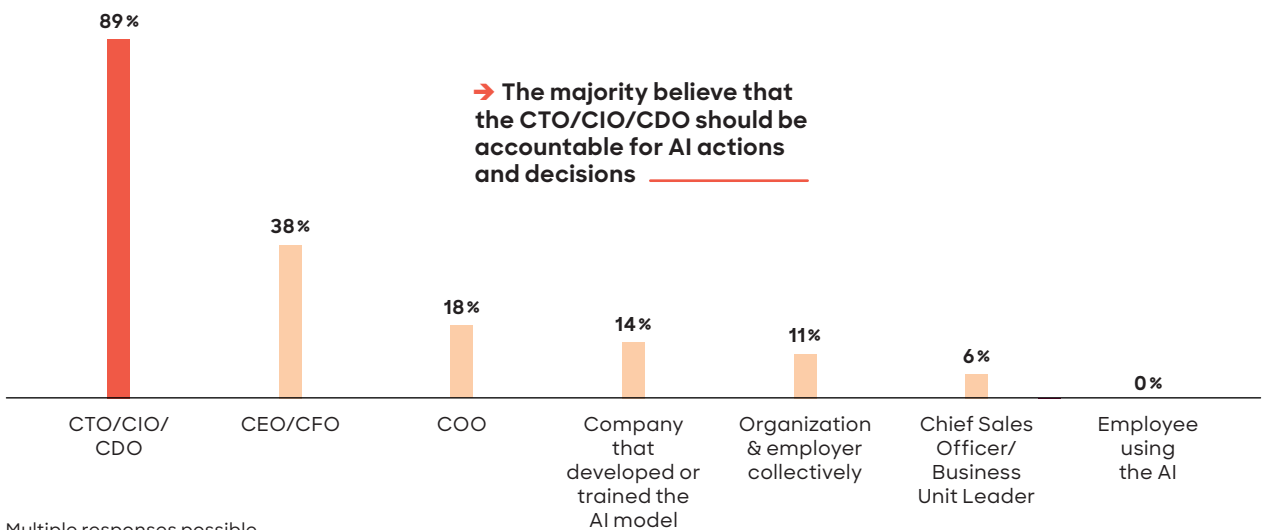 89%
➔ The majority believe that
the CTO/CIO/CDO should be
accountable for AI actions
and decisions
38%
18%
14%
11%
6%
0%
CTO/CIO/
CDO
CEO/CFO
COO
Company
that
developed or
trained the
AI model
Organization
& employer
collectively
Chief Sales
Officer/
Business
Unit Leader
Employee
using
the AI
Multiple responses possible